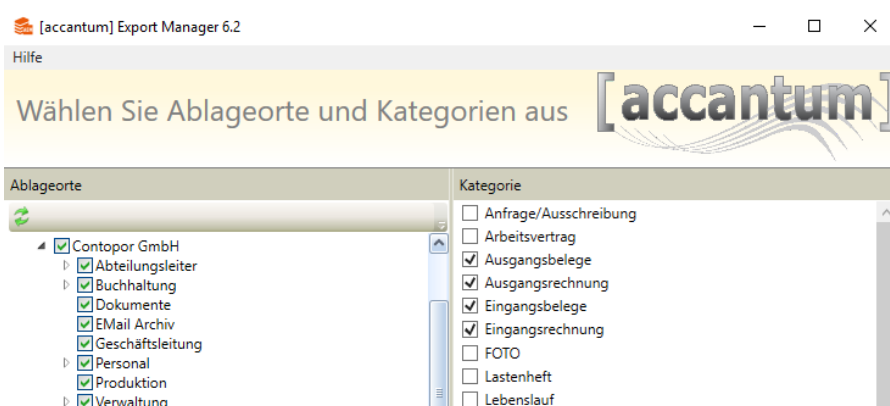 [accantum] Export Manager 6.2
Hilfe
Wählen Sie Ablageorte und Kategorien aus
[accantum]
Ablageorte
Contopor GmbH
Abteilungsleiter
Buchhaltung
Dokumente
EMail Archiv
Geschäftsleitung
Personal
Produktion
Verwaltung
Kategorie
Anfrage/Ausschreibung
Arbeitsvertrag
Ausgangsbelege
Ausgangsrechnung
Eingangsbelege
Eingangsrechnung
FOTO
Lastenheft
Lebenslauf